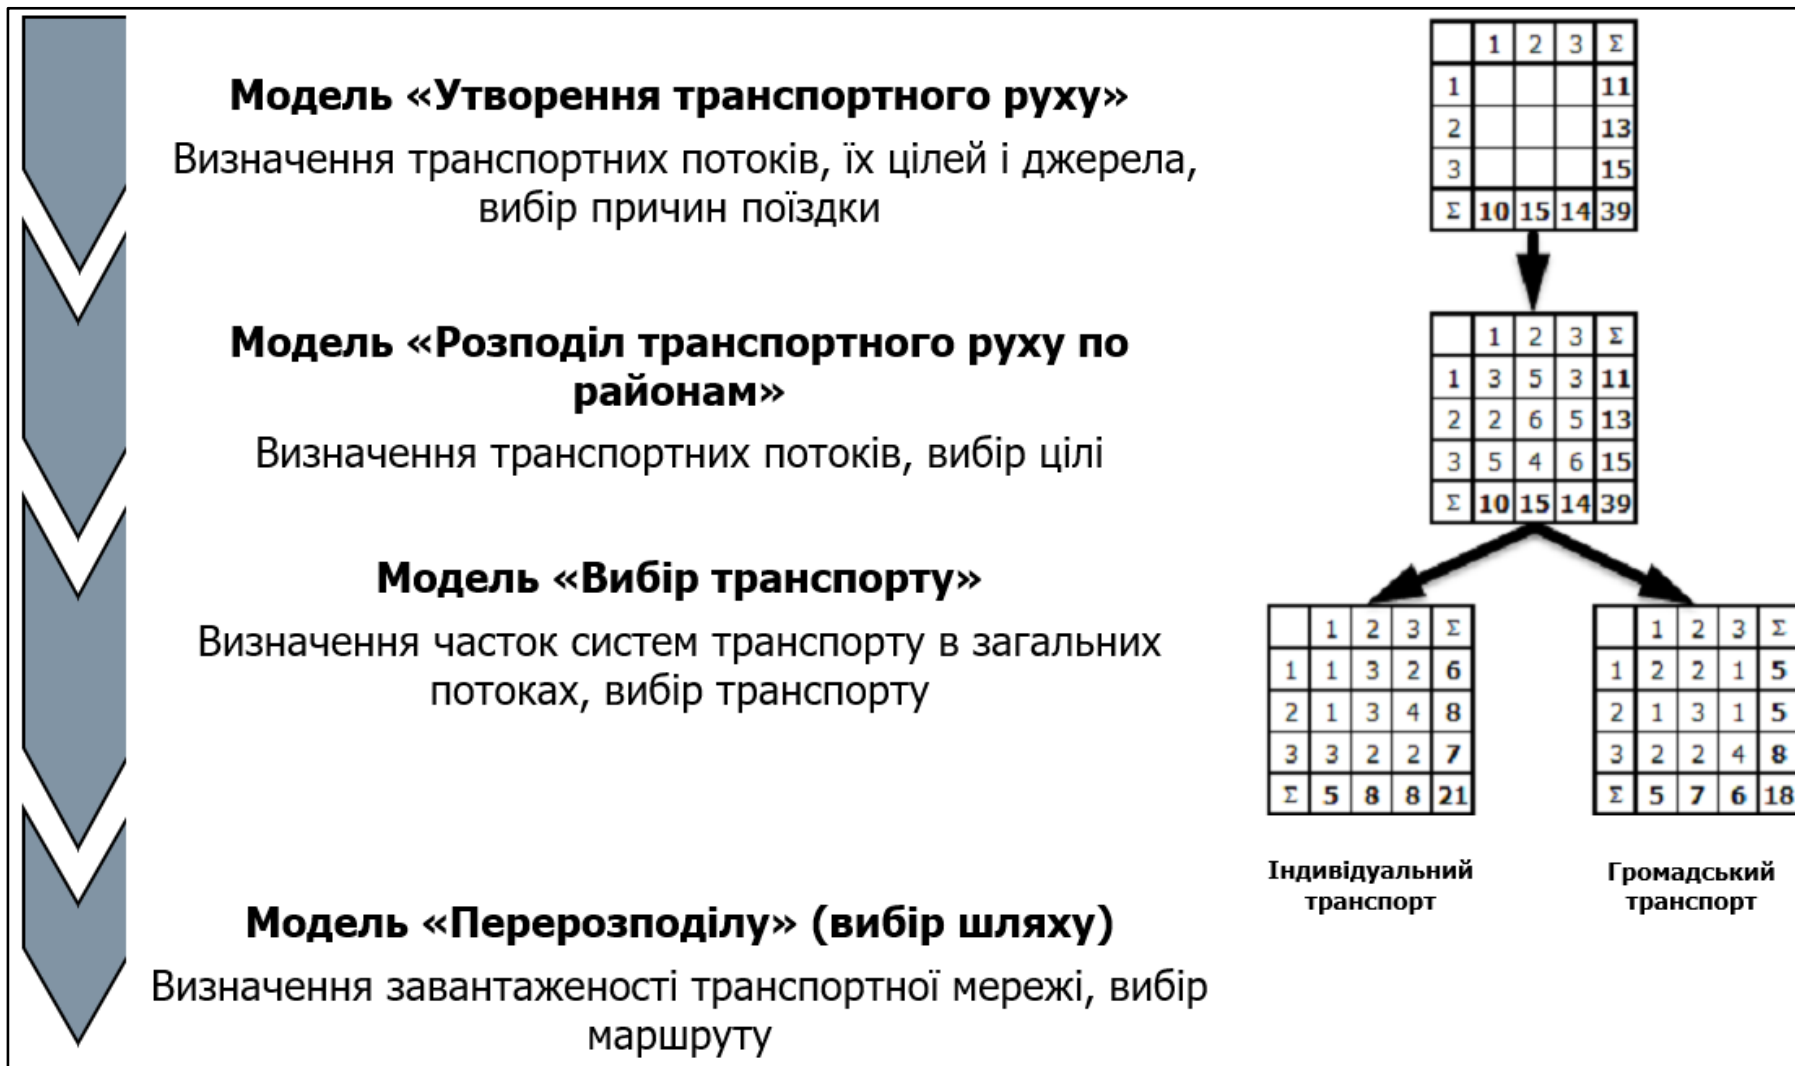 Модель «Утворення транспортного руху»
Визначення транспортних потоків, їх цілей і джерела,
вибір причин поїздки
Модель «Розподіл транспортного руху по
районам»
Визначення транспортних потоків, вибір цілі
Модель «Вибір транспорту»
Визначення часток систем транспорту в загальних
потоках, вибір транспорту
Модель «Перерозподілу» (вибір шляху)
Визначення завантаженості транспортної мережі, вибір
маршруту
1 2 3 Σ
1 11
2 13
3 15
Σ 10 15 14 39
1 2 3 Σ
1 3 5 3 11
2 2 6 5 13
3 5 4 6 15
Σ 10 15 14 39
1 2 3 Σ
1 1 3 2 6
2 1 3 4 8
3 3 2 2 7
Σ 5 8 8 21
Індивідуальний
транспорт
1 2 3 Σ
1 2 2 1 5
2 1 3 1 5
3 2 2 4 8
Σ 5 7 6 18
Громадський
транспорт